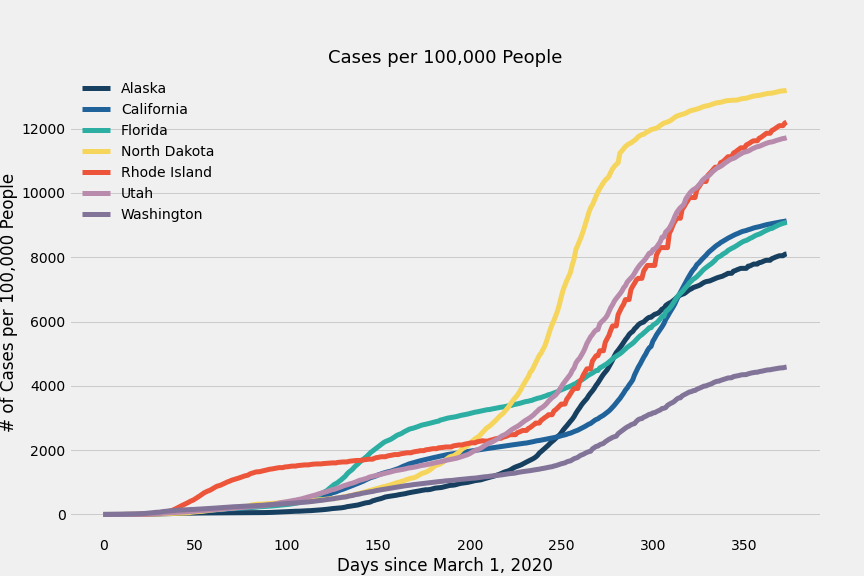 Cases per 100,000 People
Alaska
California
Florida
North Dakota
Rhode Island
Utah
Washington
# of Cases per 100,000 People
12000
10000
8000
6000
4000
2000
0
0 50 100 150 200 250 300 350
Days since March 1, 2020